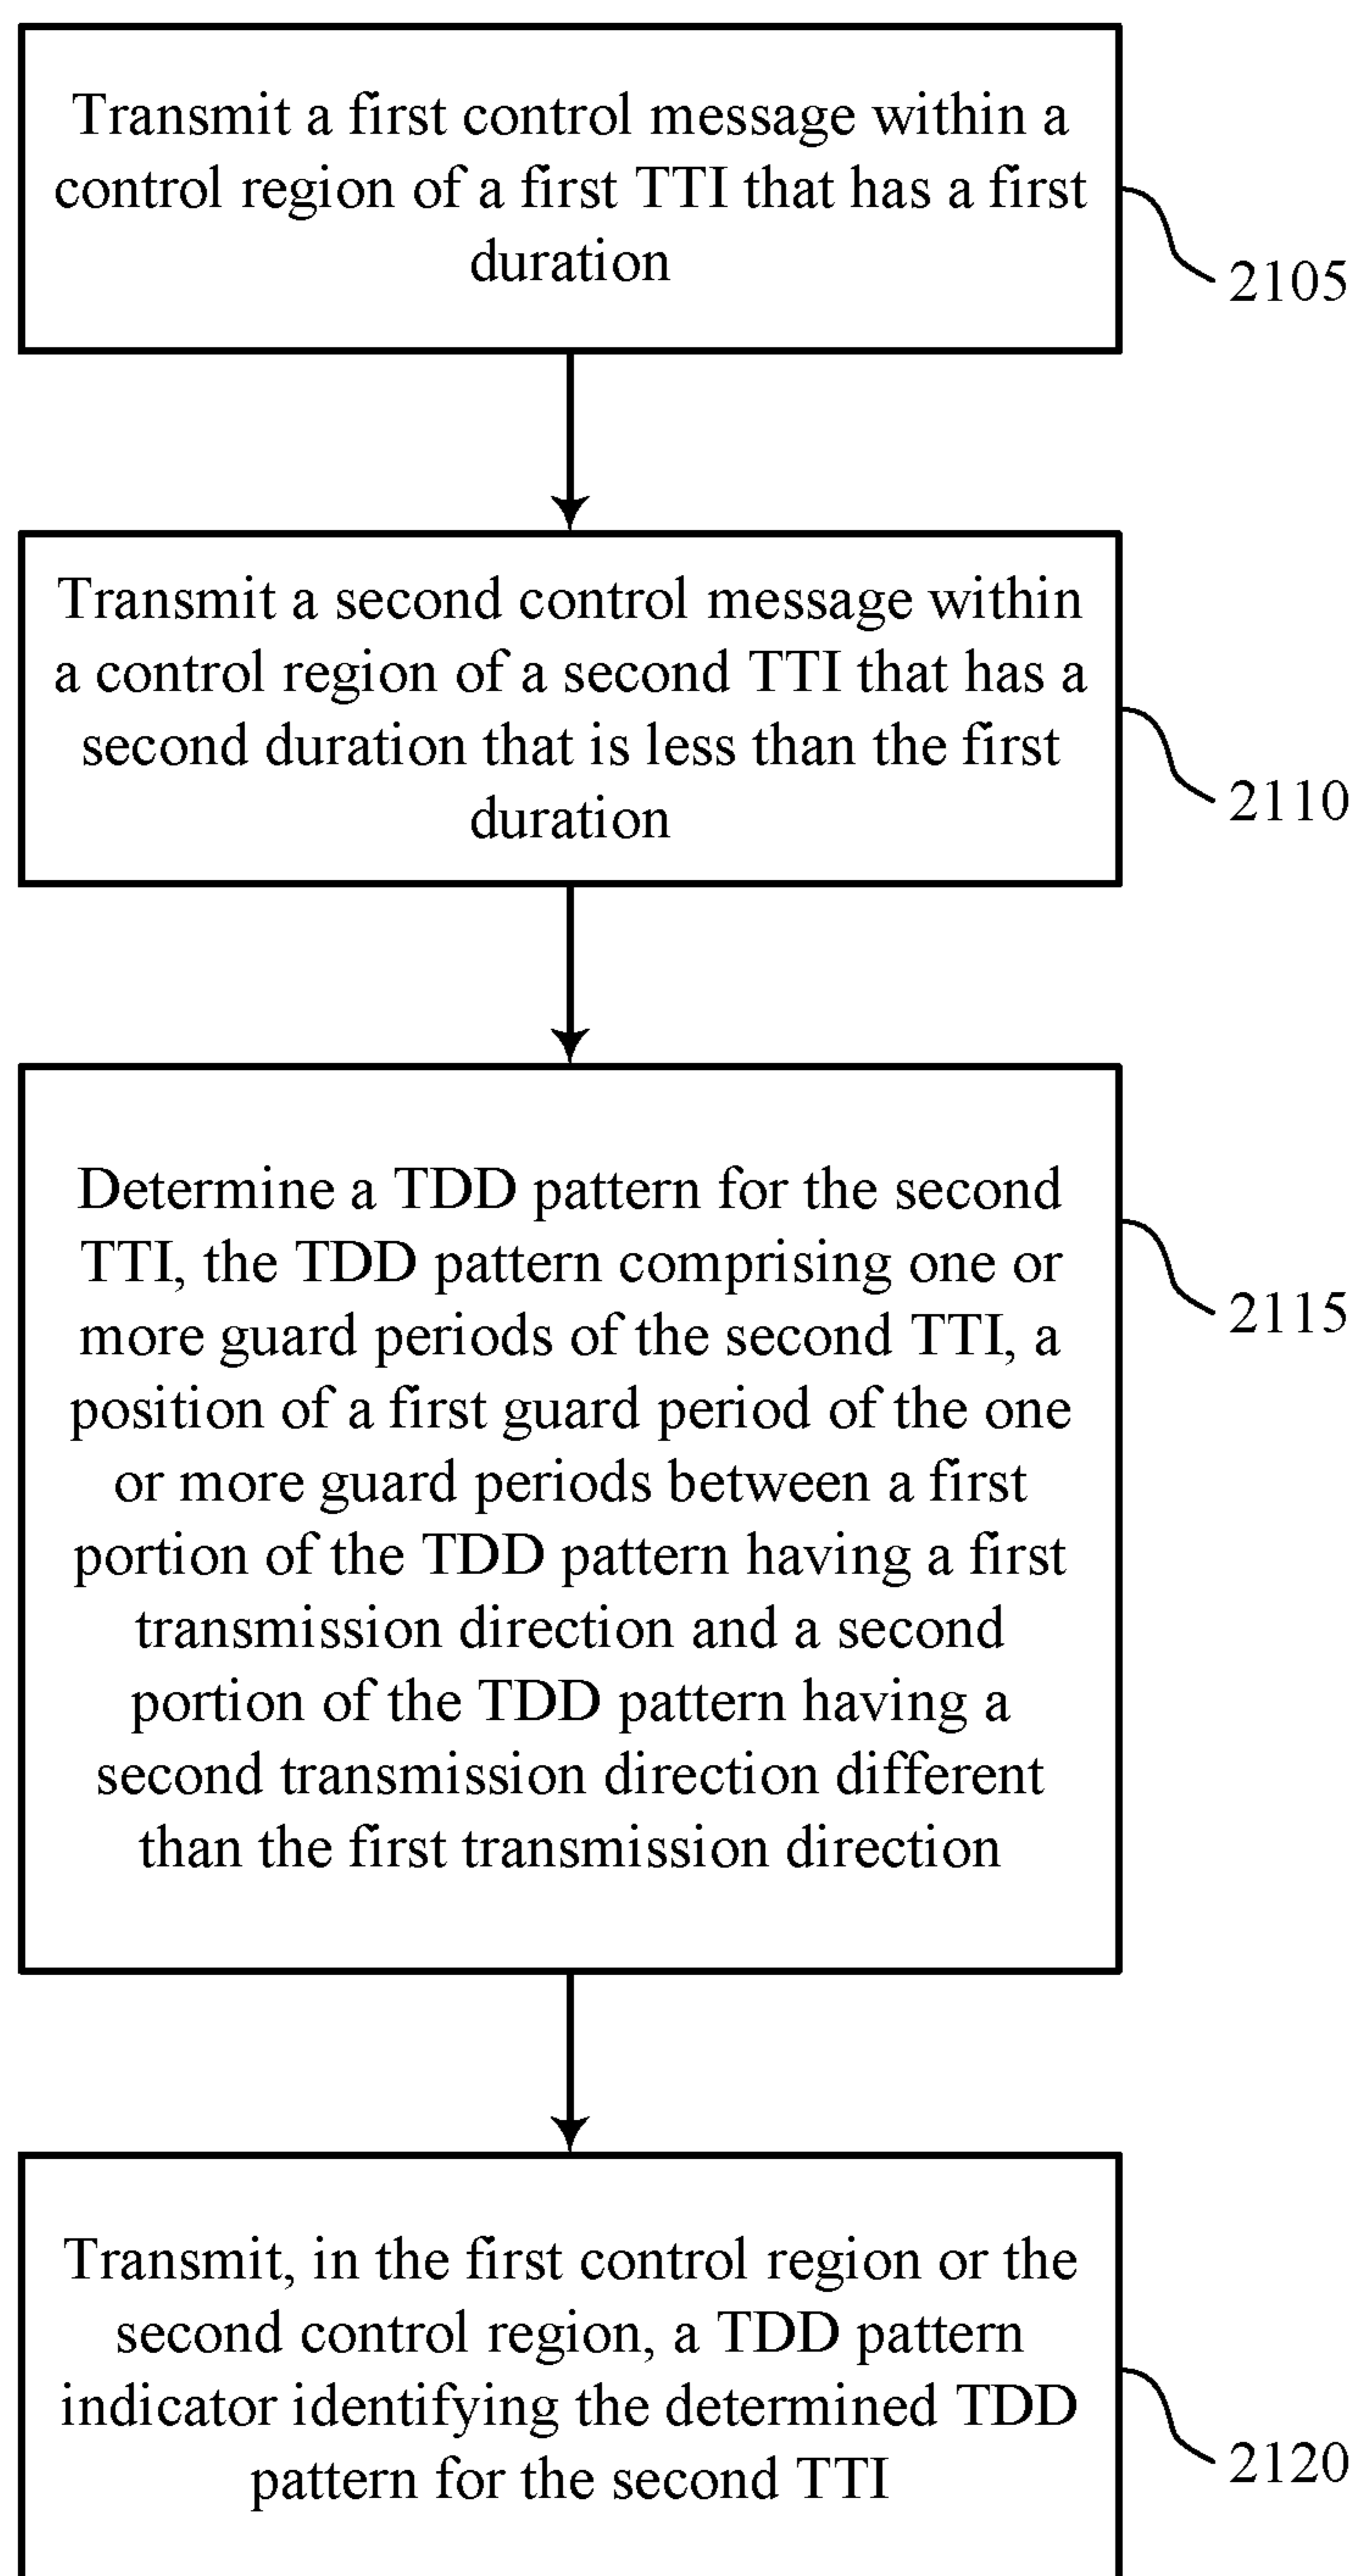 Transmit a first control message within a
control region of a first TTI that has a first
duration
2105
Transmit a second control message within
a control region of a second TTI that has a
second duration that is less than the first
duration
2110
Determine a TDD pattern for the second
TTI, the TDD pattern comprising one or
more guard periods of the second TTI, a
position of a first guard period of the one
or more guard periods between a first
portion of the TDD pattern having a first
transmission direction and a second
portion of the TDD pattern having a
second transmission direction different
than the first transmission direction
2115
Transmit, in the first control region or the
second control region, a TDD pattern
indicator identifying the determined TDD
pattern for the second TTI
2120